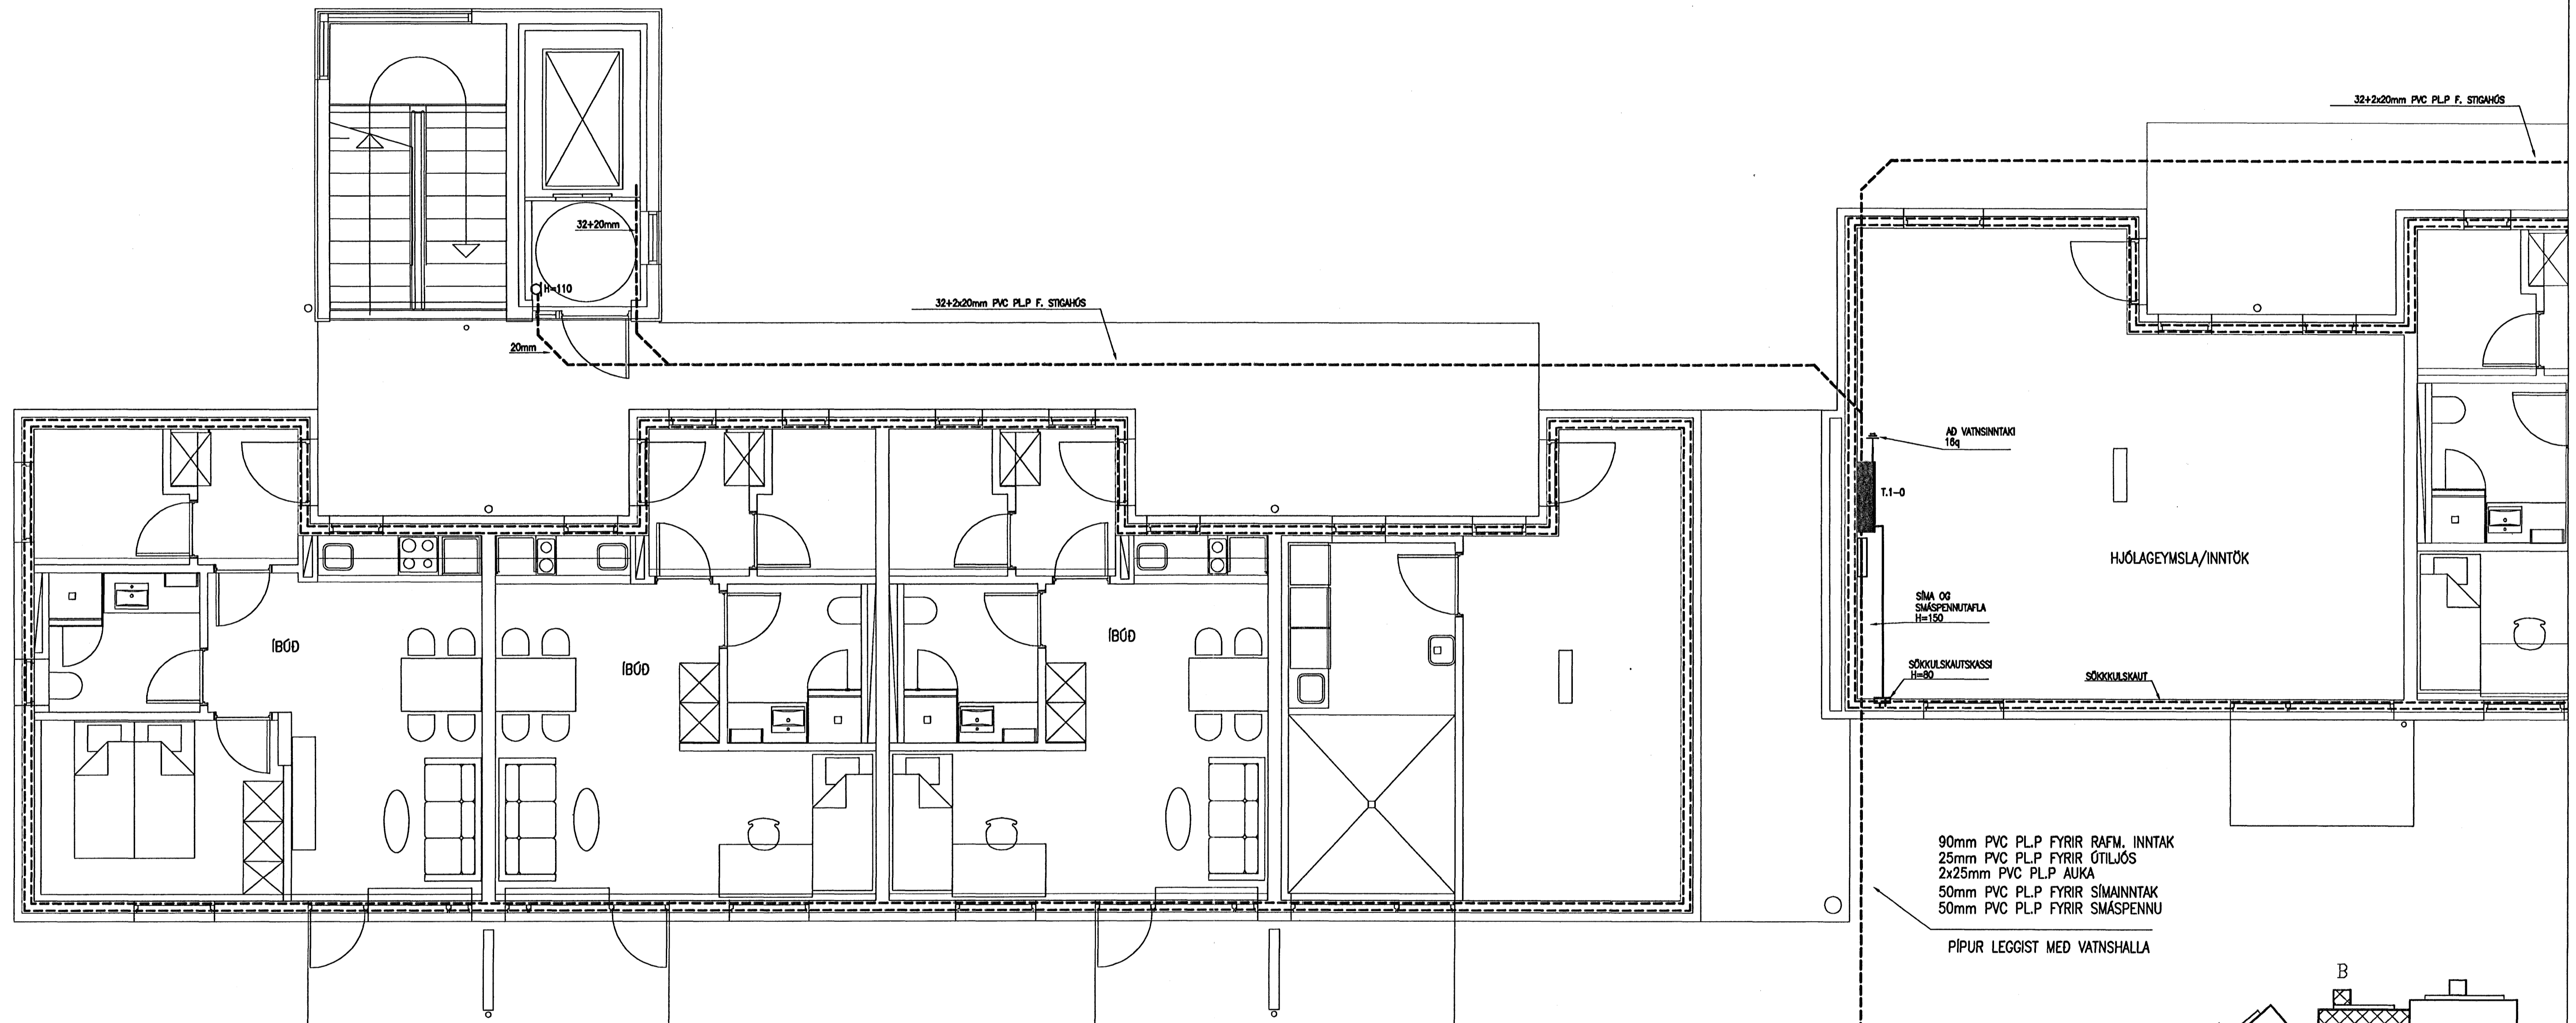 32+2x20mm PVC PL.P F. STIGAHÚS
32+20mm
H=110
32+2x20mm PVC PL.P F. STIGAHÚS
20mm
AÐ VATNSINNTAKI
16q
T.1-0
HJÓLAGEYMSLA/INNTÖK
SÍMA OG
SMÁSPENNUTAFLA
H=150
ÍBÚÐ
ÍBÚÐ
ÍBÚÐ
SÖKKULSKAUTSKASSI
H=80
SÖKKKULSKAUT
90mm PVC PL.P FYRIR RAFM. INNTAK
25mm PVC PL.P FYRIR ÚTILJÓS
2x25mm PVC PL.P AUKA
50mm PVC PL.P FYRIR SÍMAINNTAK
50mm PVC PL.P FYRIR SMÁSPENNU
PÍPUR LEGGIST MEÐ VATNSHALLA
B